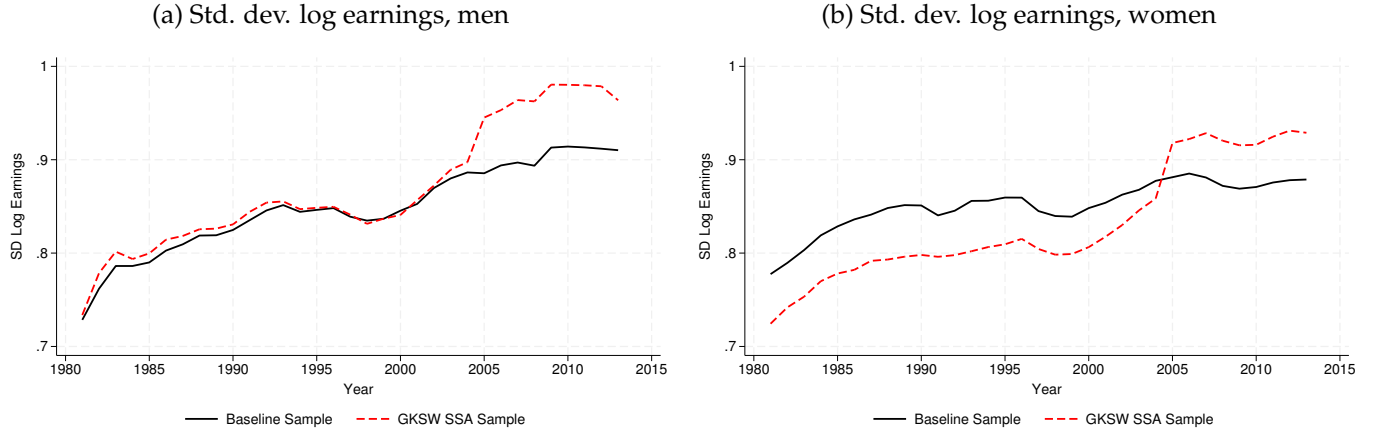 (a) Std. dev. log earnings, men
1
.9
.8
.7
SD Log Earnings
1980 1985 1990 1995 2000 2005 2010 2015
Year
Baseline Sample GKSW SSA Sample
(b) Std. dev. log earnings, women
1
.9
.8
.7
SD Log Earnings
1980 1985 1990 1995 2000 2005 2010 2015
Year
Baseline Sample GKSW SSA Sample